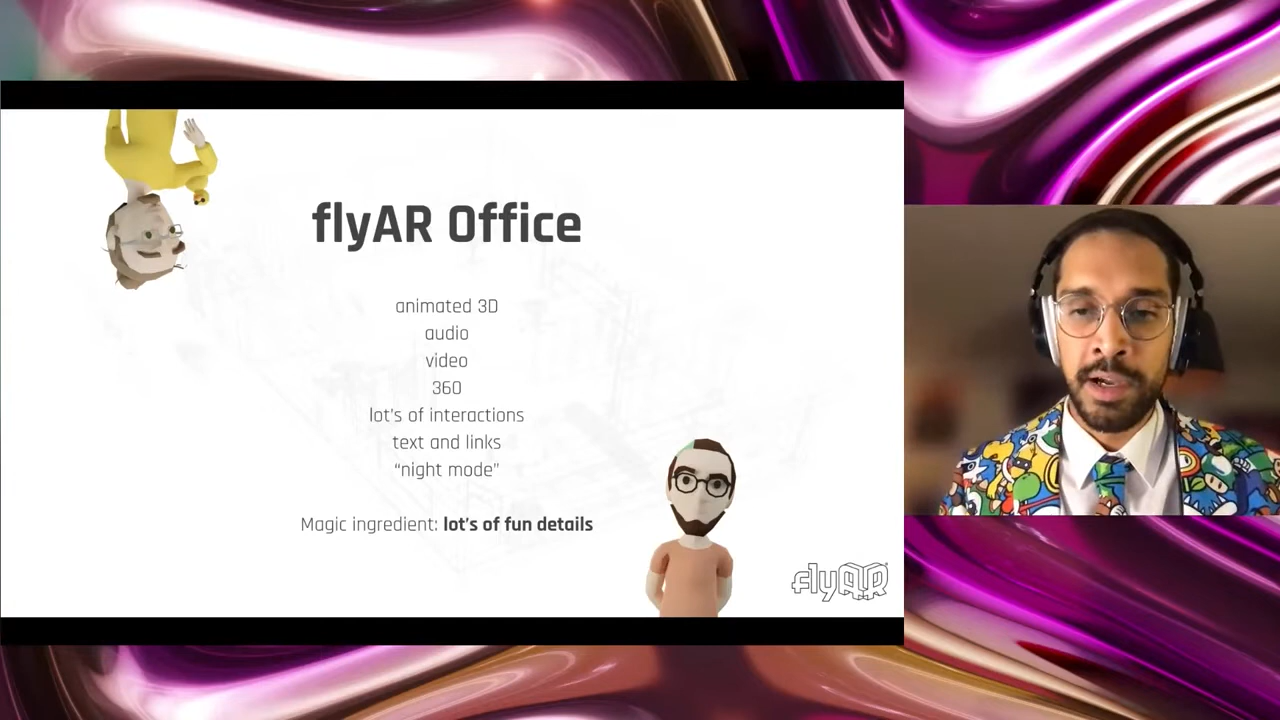 flyAR Office
animated 3D
audio
video
360
lot's of interactions
text and links
“night mode”
Magic ingredient: lot's of fun details
flyAR